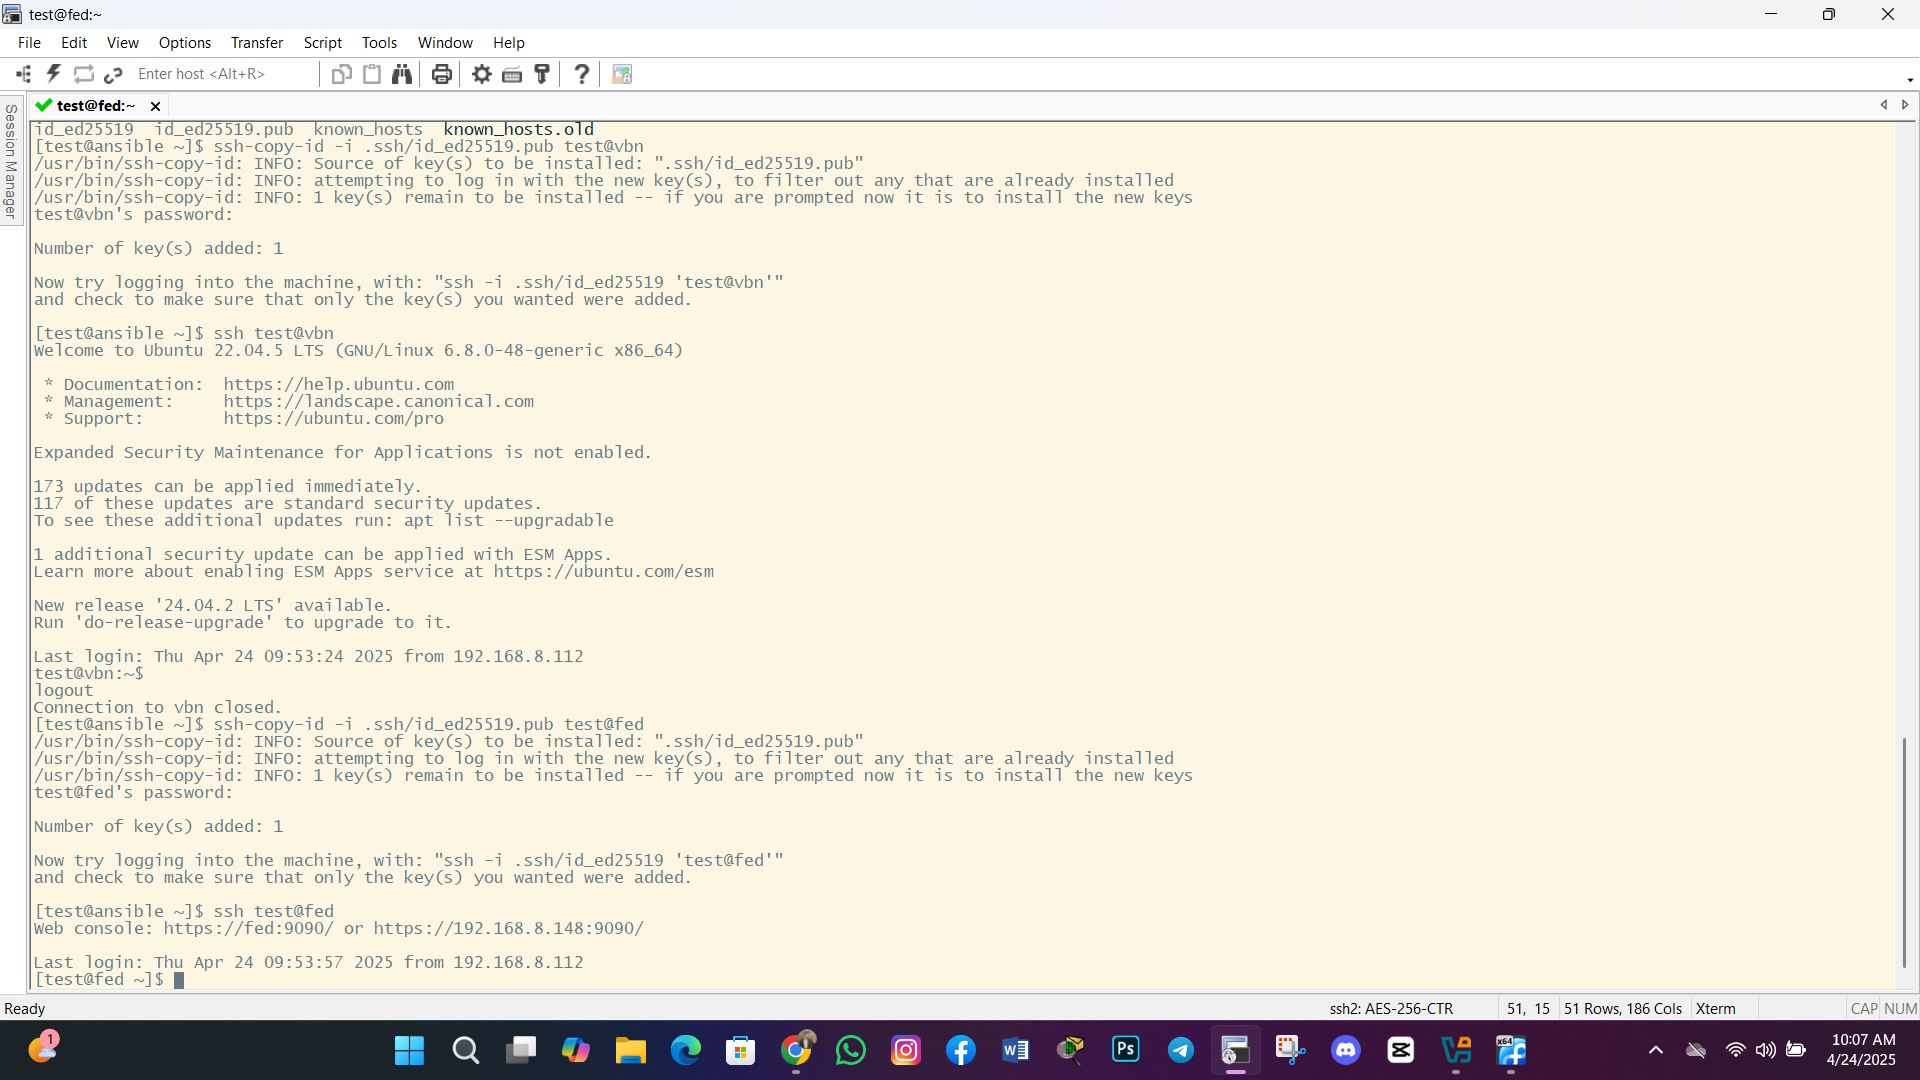 test@fed:~
File Edit View Options Transfer Script Tools Window Help
Enter host <Alt+R>
test@fed:~
Session Manager
id_ed25519  id_ed25519.pub  known_hosts  known_hosts.old
[test@ansible ~]$ ssh-copy-id -i .ssh/id_ed25519.pub test@vbn
/usr/bin/ssh-copy-id: INFO: Source of key(s) to be installed: ".ssh/id_ed25519.pub"
/usr/bin/ssh-copy-id: INFO: attempting to log in with the new key(s), to filter out any that are already installed
/usr/bin/ssh-copy-id: INFO: 1 key(s) remain to be installed -- if you are prompted now it is to install the new keys
test@vbn's password:
Number of key(s) added: 1
Now try logging into the machine, with: "ssh -i .ssh/id_ed25519 'test@vbn'"
and check to make sure that only the key(s) you wanted were added.
[test@ansible ~]$ ssh test@vbn
Welcome to Ubuntu 22.04.5 LTS (GNU/Linux 6.8.0-48-generic x86_64)
* Documentation:  https://help.ubuntu.com
* Management:     https://landscape.canonical.com
* Support:        https://ubuntu.com/pro
Expanded Security Maintenance for Applications is not enabled.
173 updates can be applied immediately.
117 of these updates are standard security updates.
To see these additional updates run: apt list --upgradable
1 additional security update can be applied with ESM Apps.
Learn more about enabling ESM Apps service at https://ubuntu.com/esm
New release '24.04.2 LTS' available.
Run 'do-release-upgrade' to upgrade to it.
Last login: Thu Apr 24 09:53:24 2025 from 192.168.8.112
test@vbn:~$
logout
Connection to vbn closed.
[test@ansible ~]$ ssh-copy-id -i .ssh/id_ed25519.pub test@fed
/usr/bin/ssh-copy-id: INFO: Source of key(s) to be installed: ".ssh/id_ed25519.pub"
/usr/bin/ssh-copy-id: INFO: attempting to log in with the new key(s), to filter out any that are already installed
/usr/bin/ssh-copy-id: INFO: 1 key(s) remain to be installed -- if you are prompted now it is to install the new keys
test@fed's password:
Number of key(s) added: 1
Now try logging into the machine, with: "ssh -i .ssh/id_ed25519 'test@fed'"
and check to make sure that only the key(s) you wanted were added.
[test@ansible ~]$ ssh test@fed
Web console: https://fed:9090/ or https://192.168.8.148:9090/
Last login: Thu Apr 24 09:53:57 2025 from 192.168.8.112
[test@fed ~]$
Ready ssh2: AES-256-CTR 51, 15 51 Rows, 186 Cols Xterm CAP NUM
1 Ps x64 10:07 AM
4/24/2025